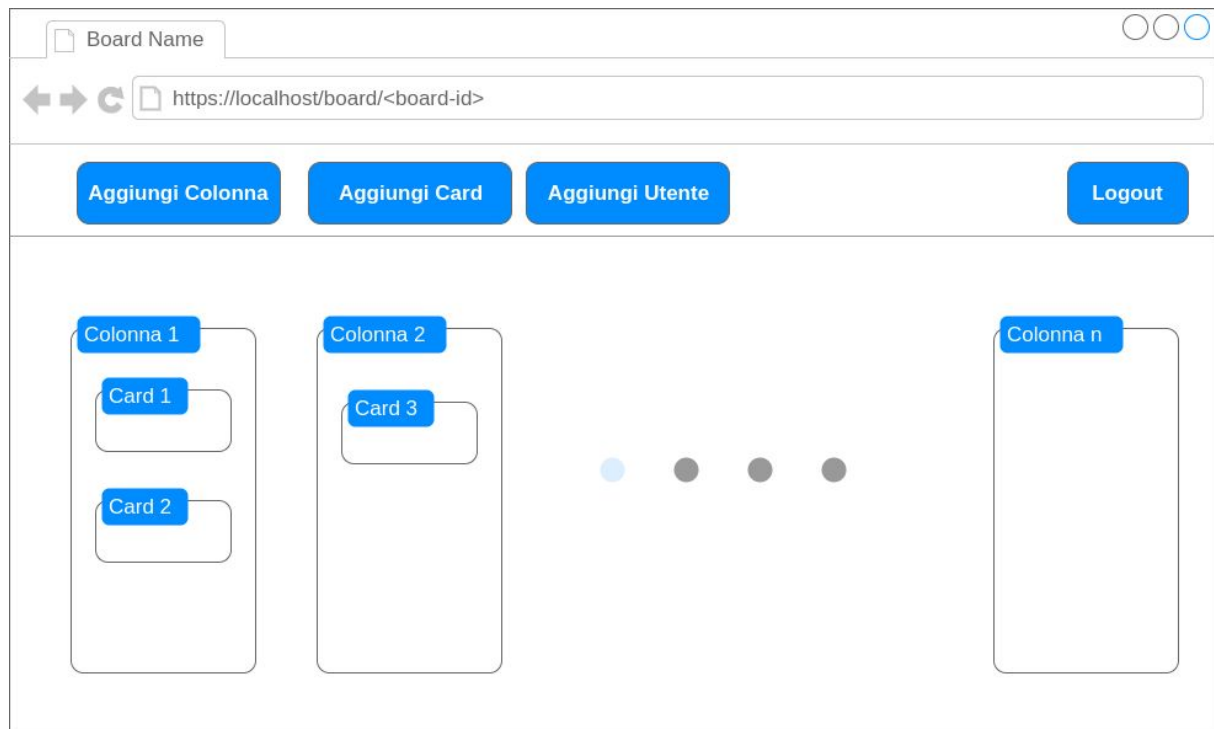 Board Name
https://localhost/board/<board-id>
Aggiungi Colonna
Aggiungi Card
Aggiungi Utente
Logout
Colonna 1
Colonna 2
Colonna n
Card 1
Card 3
Card 2